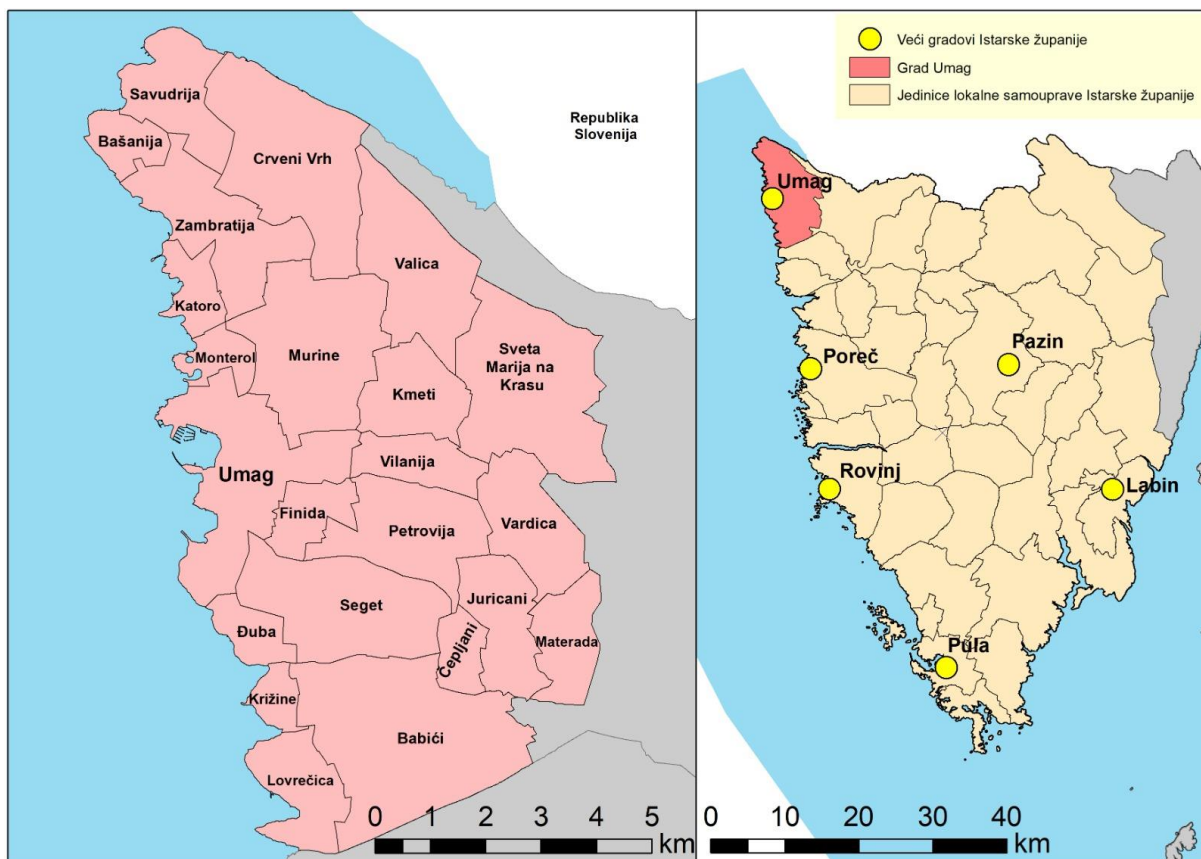 Savudrija
Bašanija
Crveni Vrh
Republika
Slovenija
Zambratija
Valica
Katoro
Monterol
Murine
Sveta
Marija na
Krasu
Kmeti
Vilanija
Umag
Finida
Petrovija
Vardica
Seget
Juricani
Đuba
Čepljani
Materada
Križine
Babići
Lovrečica
0 1 2 3 4 5
km
Veći gradovi Istarske županije
Grad Umag
Jedinice lokalne samouprave Istarske županije
Umag
Poreč
Pazin
Rovinj
Labin
Pula
0 10 20 30 40
km